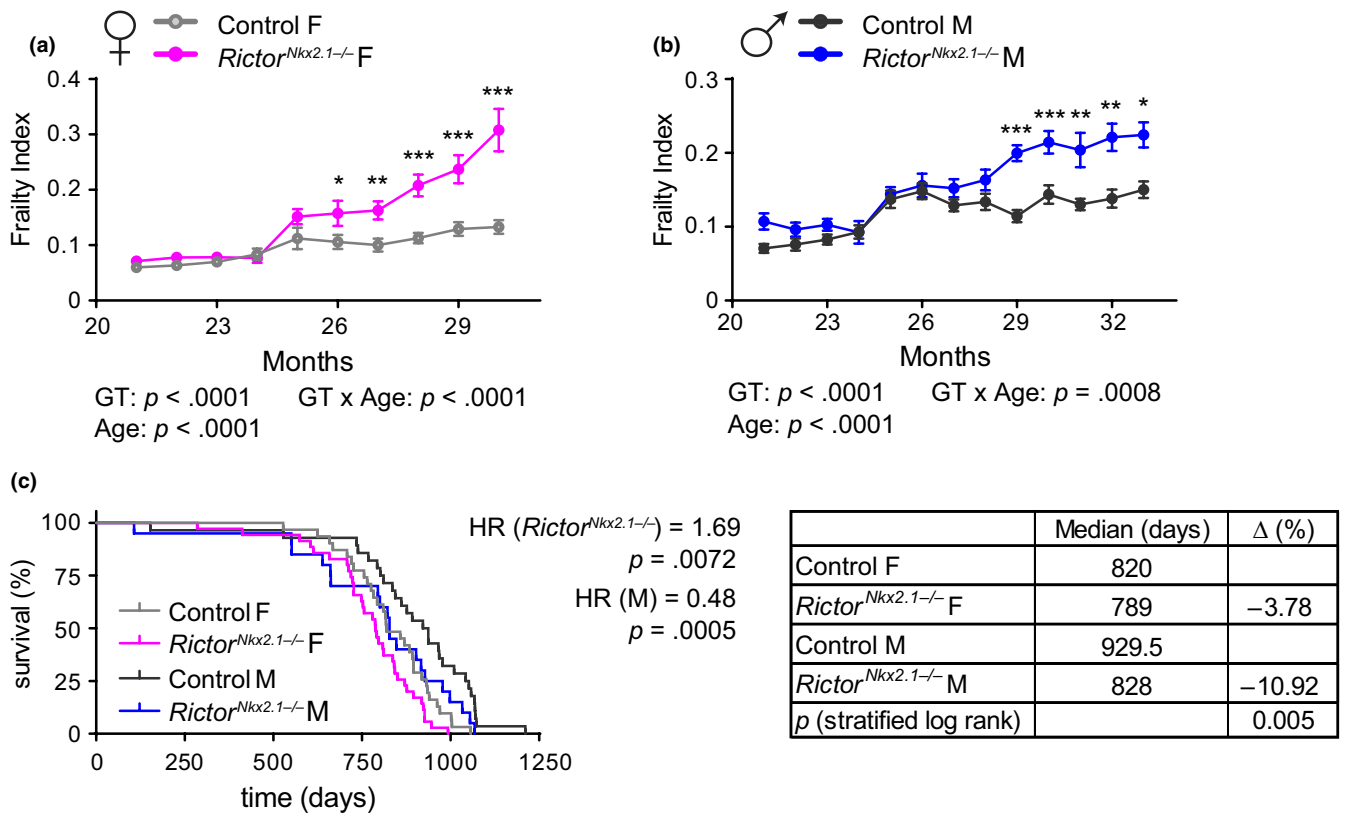 (a)
Control F
Rictor^Nkx2.1–/– F
Frailty Index
0.4
0.3
0.2
0.1
0
20 23 26 29
* ** *** *** ***
Months
GT: p < .0001 GT x Age: p < .0001
Age: p < .0001
(b)
Control M
Rictor^Nkx2.1–/– M
Frailty Index
0.3
0.2
0.1
0
20 23 26 29 32
*** *** ** ** *
Months
GT: p < .0001 GT x Age: p = .0008
Age: p < .0001
(c)
survival (%)
100
75
50
25
0
0 250 500 750 1000 1250
time (days)
Control F
Rictor^Nkx2.1–/– F
Control M
Rictor^Nkx2.1–/– M
HR (Rictor^Nkx2.1–/–) = 1.69
p = .0072
HR (M) = 0.48
p = .0005
Median (days) Δ (%)
Control F 820
Rictor^Nkx2.1–/– F 789 –3.78
Control M 929.5
Rictor^Nkx2.1–/– M 828 –10.92
p (stratified log rank) 0.005